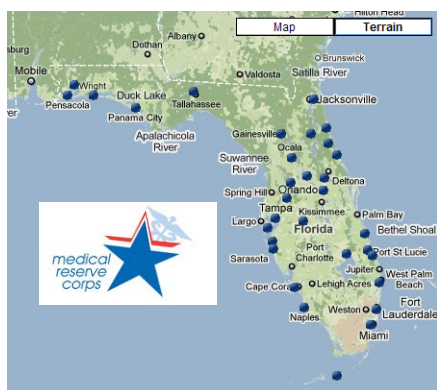 Map
Terrain
Hilton Head
Albany
Dothan
sburg
Brunswick
Valdosta
Satilla River
Mobile
Wright
Duck Lake
Jacksonville
Pensacola
Tallahassee
Panama City
Gainesville
ver
Apalachicola
River
Ocala
Suwannee
River
Deltona
Spring Hill
Orlando
Kissimmee
Tampa
Palm Bay
Largo
Florida
Bethel Shoal
Port
Charlotte
Port St Lucie
Sarasota
Jupiter
West Palm
Beach
Cape Coral
Lehigh Acres
Fort
Lauderdale
Naples
Weston
Miami
medical
reserve
corps